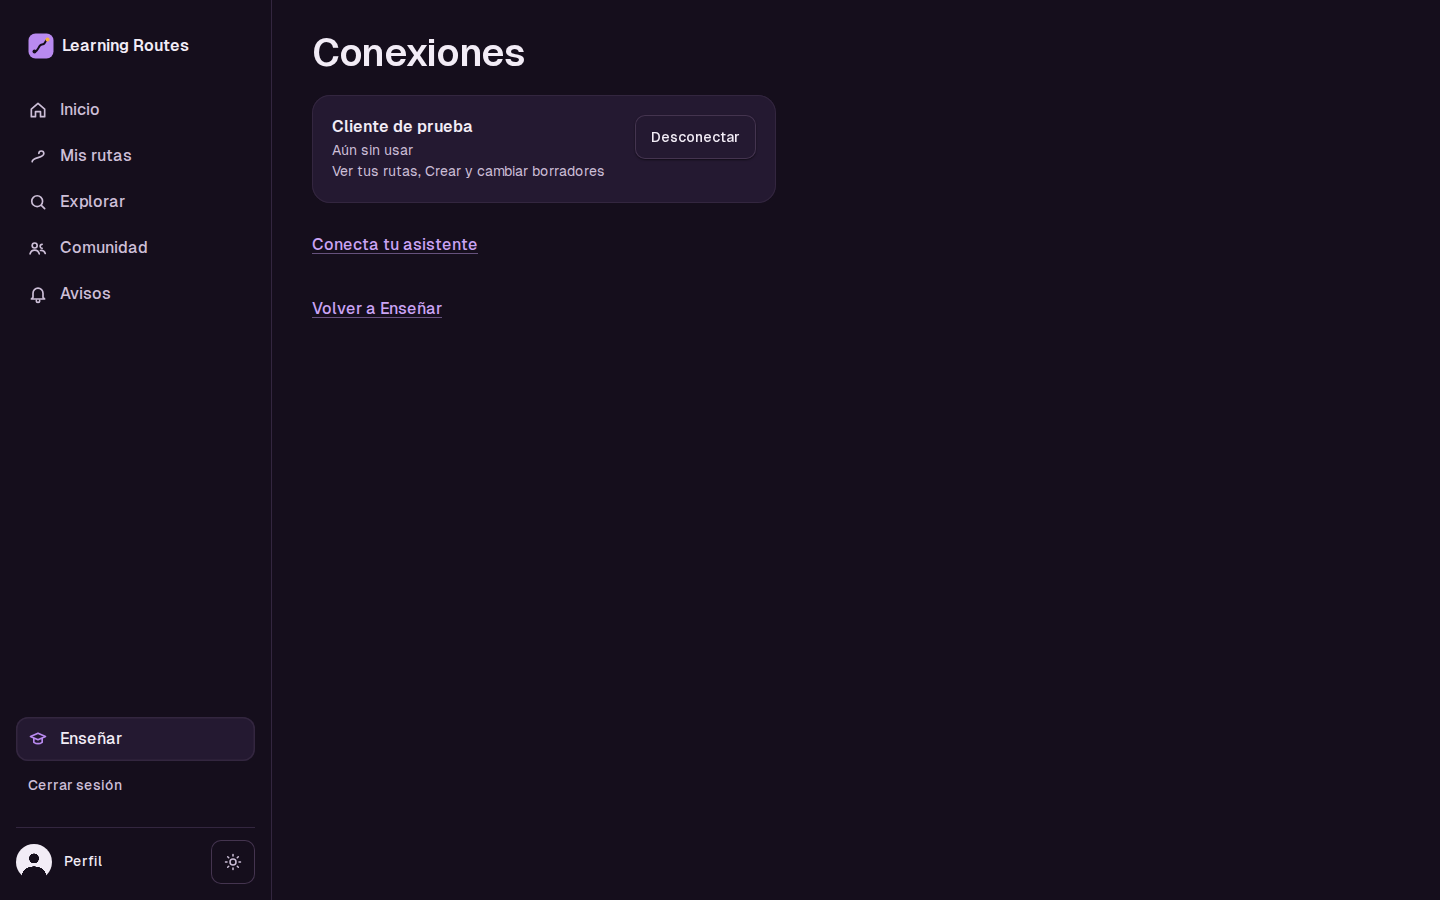 Learning Routes
Inicio
Mis rutas
Explorar
Comunidad
Avisos
Enseñar
Cerrar sesión
Perfil
Conexiones
Cliente de prueba
Aún sin usar
Ver tus rutas, Crear y cambiar borradores
Desconectar
Conecta tu asistente
Volver a Enseñar